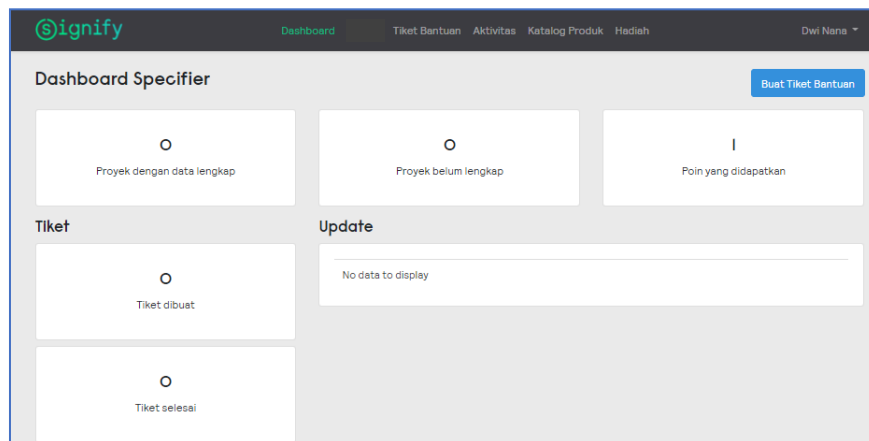 Signify
Dashboard Tiket Bantuan Aktivitas Katalog Produk Hadiah Dwi Nana
Dashboard Specifier
Buat Tiket Bantuan
0 0 1
Proyek dengan data lengkap Proyek belum lengkap Poin yang didapatkan
Tiket Update
No data to display
0
Tiket dibuat
0
Tiket selesai